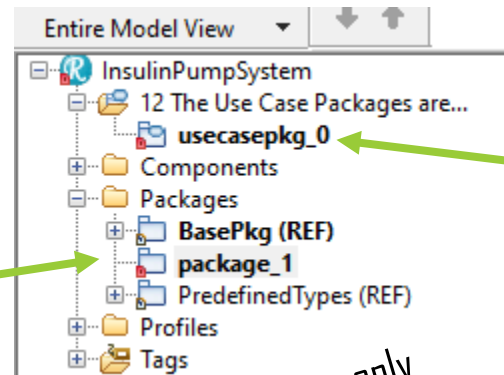 Entire Model View
InsulinPumpSystem
12 The Use Case Packages are...
usecasepkg_0
Components
Packages
BasePkg (REF)
package_1
PredefinedTypes (REF)
Profiles
Tags
only